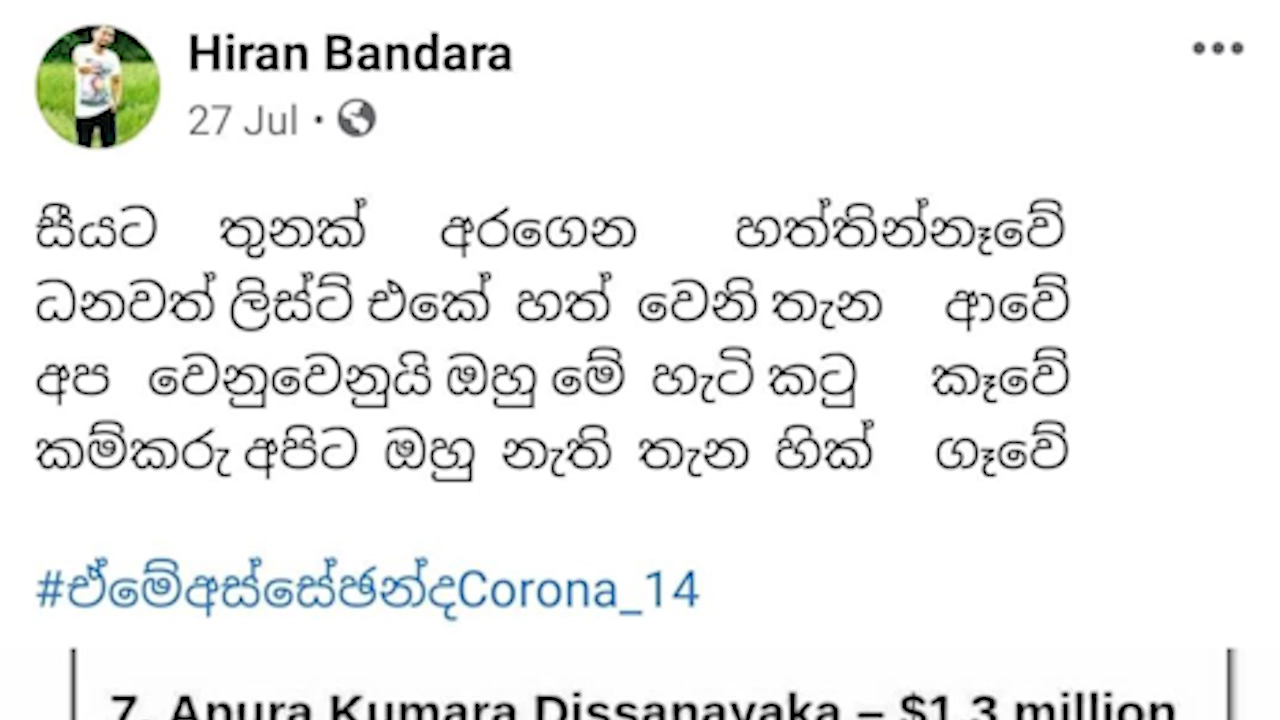 Hiran Bandara
27 Jul ·
සීයට තුනක් අරගෙන හත්තින්නෑවේ
ධනවත් ලිස්ට් එකේ හත් වෙනි තැන ආවේ
අප වෙනුවෙනුයි ඔහු මේ හැටි කටු කෑවේ
කම්කරු අපිට ඔහු නැති තැන හික් ගෑවේ
#ඒමේඅස්සේඡන්දCorona_14
7. Anura Kumara Dissanayaka – $1.3 million